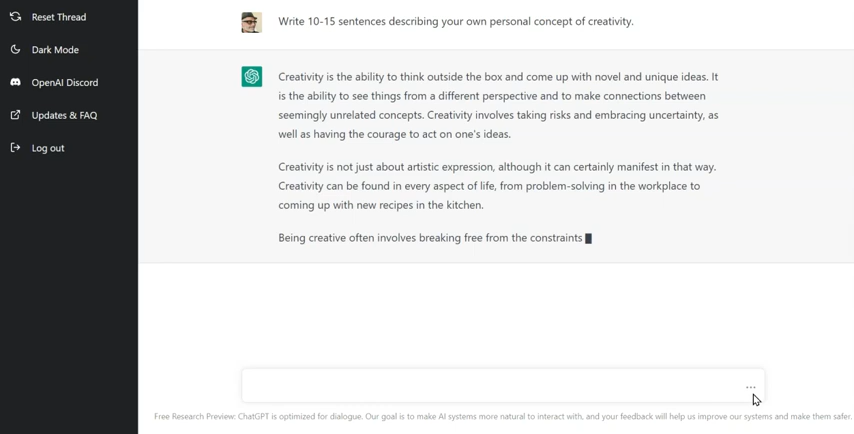 Reset Thread
Dark Mode
OpenAI Discord
Updates & FAQ
Log out
Write 10-15 sentences describing your own personal concept of creativity.
Creativity is the ability to think outside the box and come up with novel and unique ideas. It
is the ability to see things from a different perspective and to make connections between
seemingly unrelated concepts. Creativity involves taking risks and embracing uncertainty, as
well as having the courage to act on one's ideas.
Creativity is not just about artistic expression, although it can certainly manifest in that way.
Creativity can be found in every aspect of life, from problem-solving in the workplace to
coming up with new recipes in the kitchen.
Being creative often involves breaking free from the constraints
...
Free Research Preview: ChatGPT is optimized for dialogue. Our goal is to make AI systems more natural to interact with, and your feedback will help us improve our systems and make them safer.